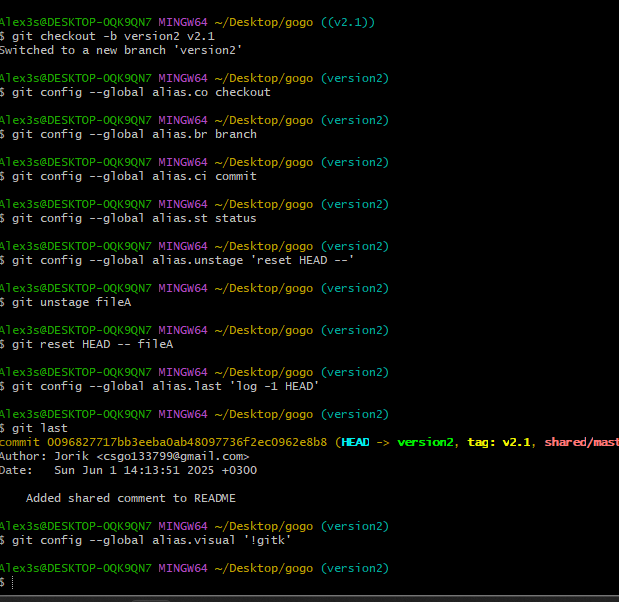 Alex3s@DESKTOP-OQK9QN7 MINGW64 ~/Desktop/gogo ((v2.1))
$ git checkout -b version2 v2.1
Switched to a new branch 'version2'
Alex3s@DESKTOP-OQK9QN7 MINGW64 ~/Desktop/gogo (version2)
$ git config --global alias.co checkout
Alex3s@DESKTOP-OQK9QN7 MINGW64 ~/Desktop/gogo (version2)
$ git config --global alias.br branch
Alex3s@DESKTOP-OQK9QN7 MINGW64 ~/Desktop/gogo (version2)
$ git config --global alias.ci commit
Alex3s@DESKTOP-OQK9QN7 MINGW64 ~/Desktop/gogo (version2)
$ git config --global alias.st status
Alex3s@DESKTOP-OQK9QN7 MINGW64 ~/Desktop/gogo (version2)
$ git config --global alias.unstage 'reset HEAD --'
Alex3s@DESKTOP-OQK9QN7 MINGW64 ~/Desktop/gogo (version2)
$ git unstage fileA
Alex3s@DESKTOP-OQK9QN7 MINGW64 ~/Desktop/gogo (version2)
$ git reset HEAD -- fileA
Alex3s@DESKTOP-OQK9QN7 MINGW64 ~/Desktop/gogo (version2)
$ git config --global alias.last 'log -1 HEAD'
Alex3s@DESKTOP-OQK9QN7 MINGW64 ~/Desktop/gogo (version2)
$ git last
commit 0096827717bb3eeba0ab48097736f2ec0962e8b8 (HEAD -> version2, tag: v2.1, shared/mast
Author: Jorik <csgo133799@gmail.com>
Date:   Sun Jun 1 14:13:51 2025 +0300
    Added shared comment to README
Alex3s@DESKTOP-OQK9QN7 MINGW64 ~/Desktop/gogo (version2)
$ git config --global alias.visual '!gitk'
Alex3s@DESKTOP-OQK9QN7 MINGW64 ~/Desktop/gogo (version2)
$